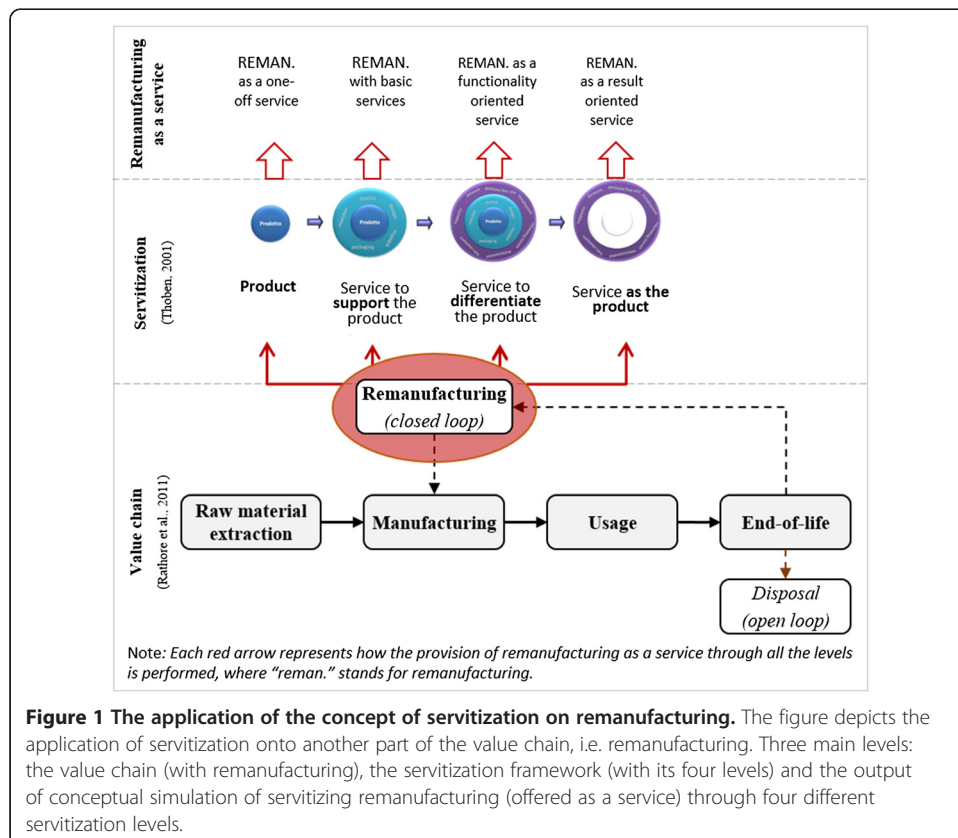 Remanufacturing
as a service
REMAN.
as a one-
off service
REMAN.
with basic
services
REMAN. as a
functionality
oriented
service
REMAN.
as a result
oriented
service
Servitization
(Thoben, 2001)
Prodotto
Prodotto
packaging
Prodotto
packaging
Product
Service to
support the
product
Service to
differentiate
the product
Service as the
product
Value chain
(Rathore et al., 2011)
Remanufacturing
(closed loop)
Raw material
extraction
Manufacturing
Usage
End-of-life
Disposal
(open loop)
Note: Each red arrow represents how the provision of remanufacturing as a service through all the levels
is performed, where “reman.” stands for remanufacturing.
Figure 1 The application of the concept of servitization on remanufacturing. The figure depicts the
application of servitization onto another part of the value chain, i.e. remanufacturing. Three main levels:
the value chain (with remanufacturing), the servitization framework (with its four levels) and the output
of conceptual simulation of servitizing remanufacturing (offered as a service) through four different
servitization levels.